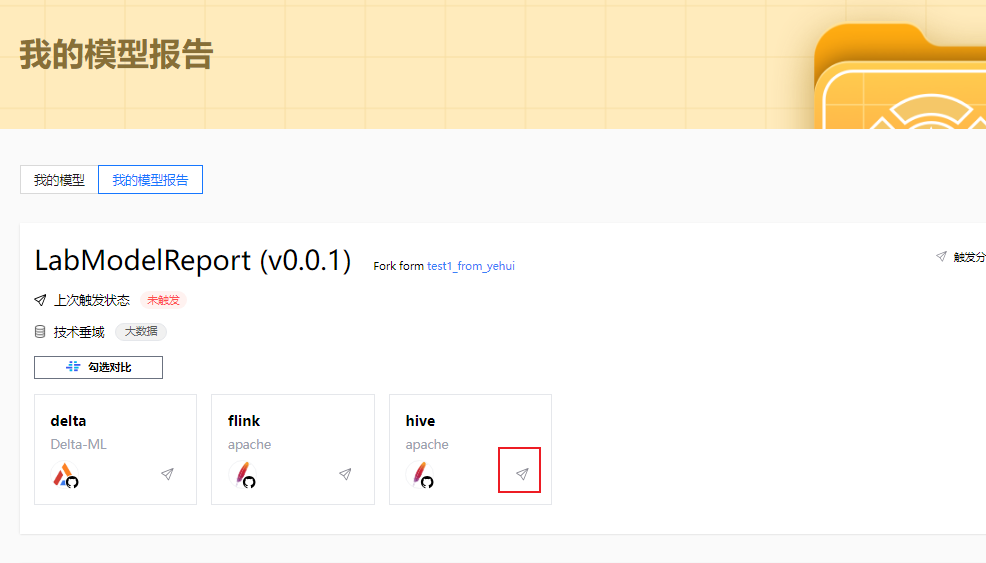 我的模型报告
我的模型 我的模型报告
LabModelReport (v0.0.1) Fork form test1_from_yehui 触发分
上次触发状态 未触发
技术垂域 大数据
勾选对比
delta flink hive
Delta-ML apache apache